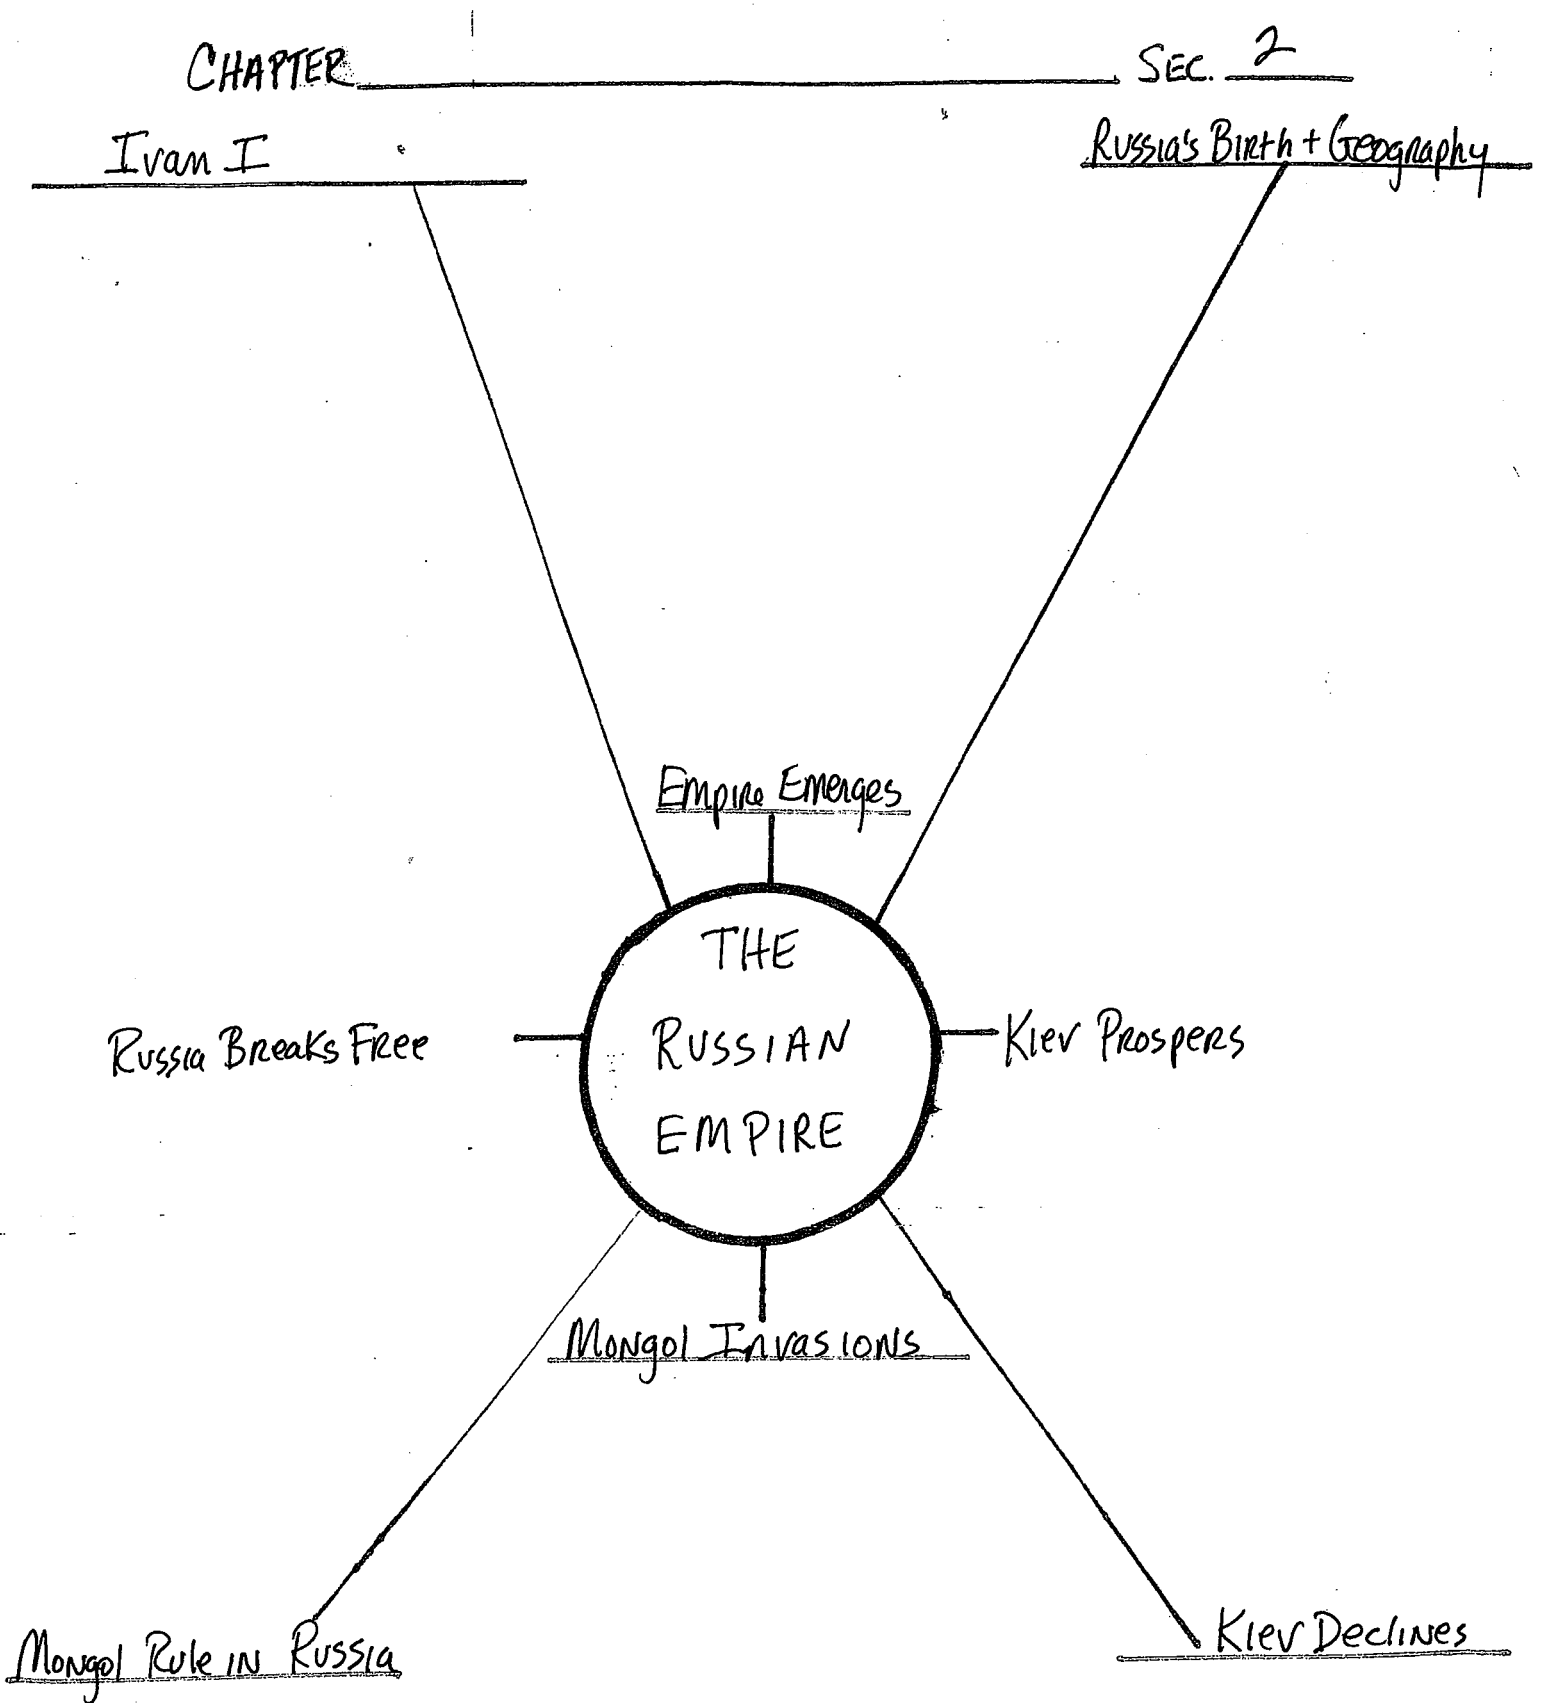 CHAPTER SEC. 2
Ivan I
Russia's Birth + Geography
Empire Emerges
THE
RUSSIAN
EMPIRE
Russia Breaks Free
Kiev Prospers
Mongol Invasions
Mongol Rule in Russia
Kiev Declines